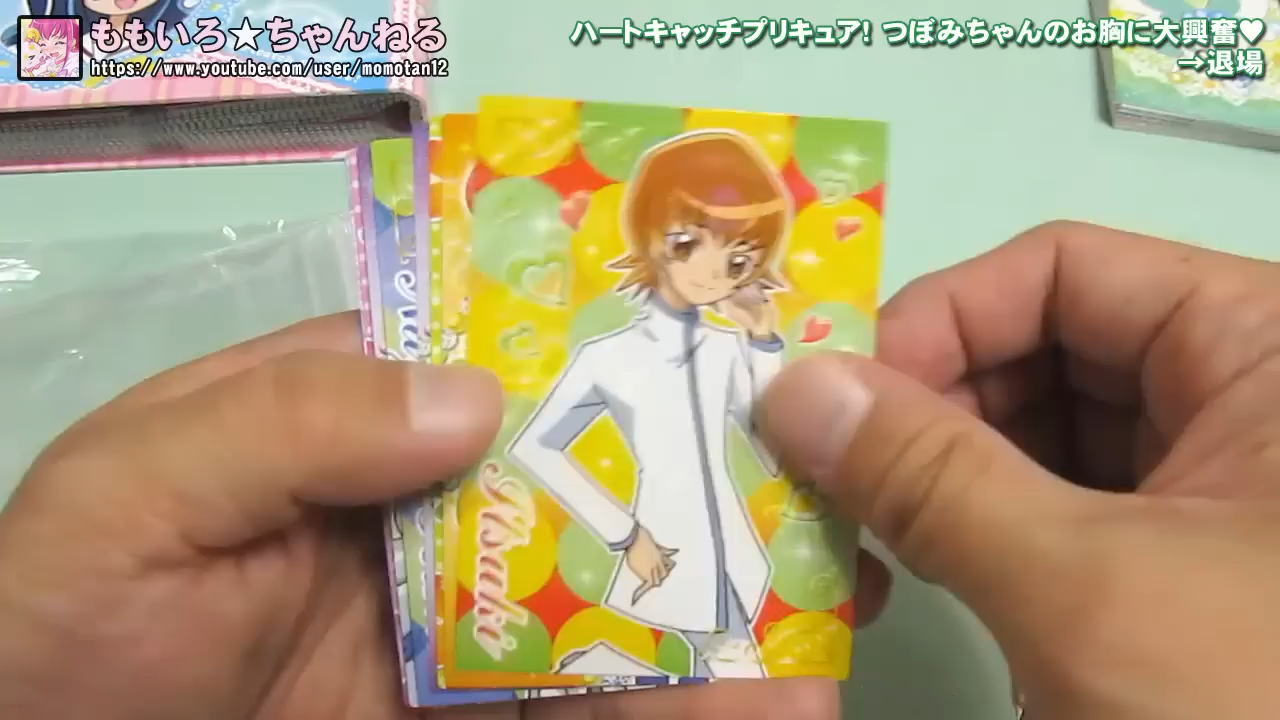 ももいろ★ちゃんねる
https://www.youtube.com/user/momotan12
ハートキャッチプリキュア! つぼみちゃんのお胸に大興奮♥
→退場
Itsuki